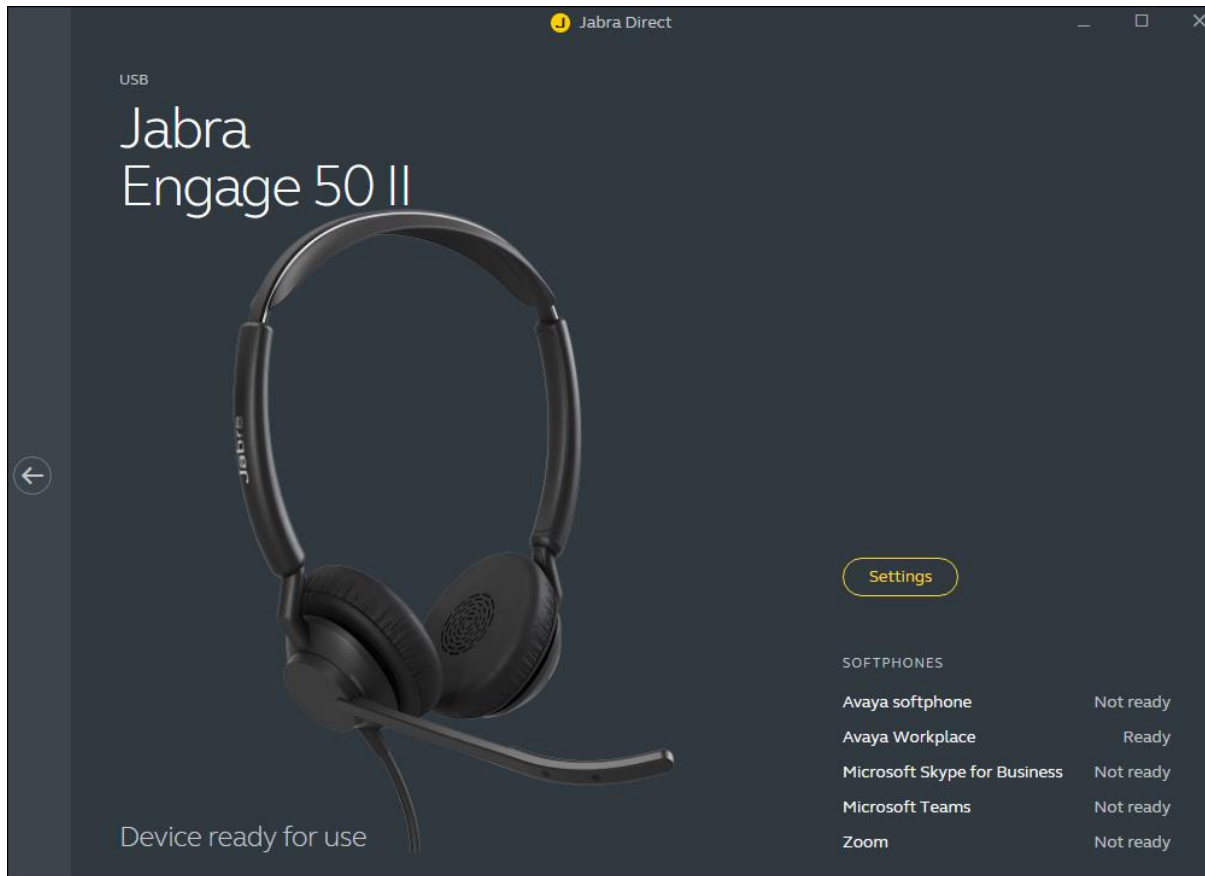 Jabra Direct
USB
Jabra
Engage 50 II
Jabra
Settings
SOFTPHONES
Avaya softphone Not ready
Avaya Workplace Ready
Microsoft Skype for Business Not ready
Microsoft Teams Not ready
Zoom Not ready
Device ready for use